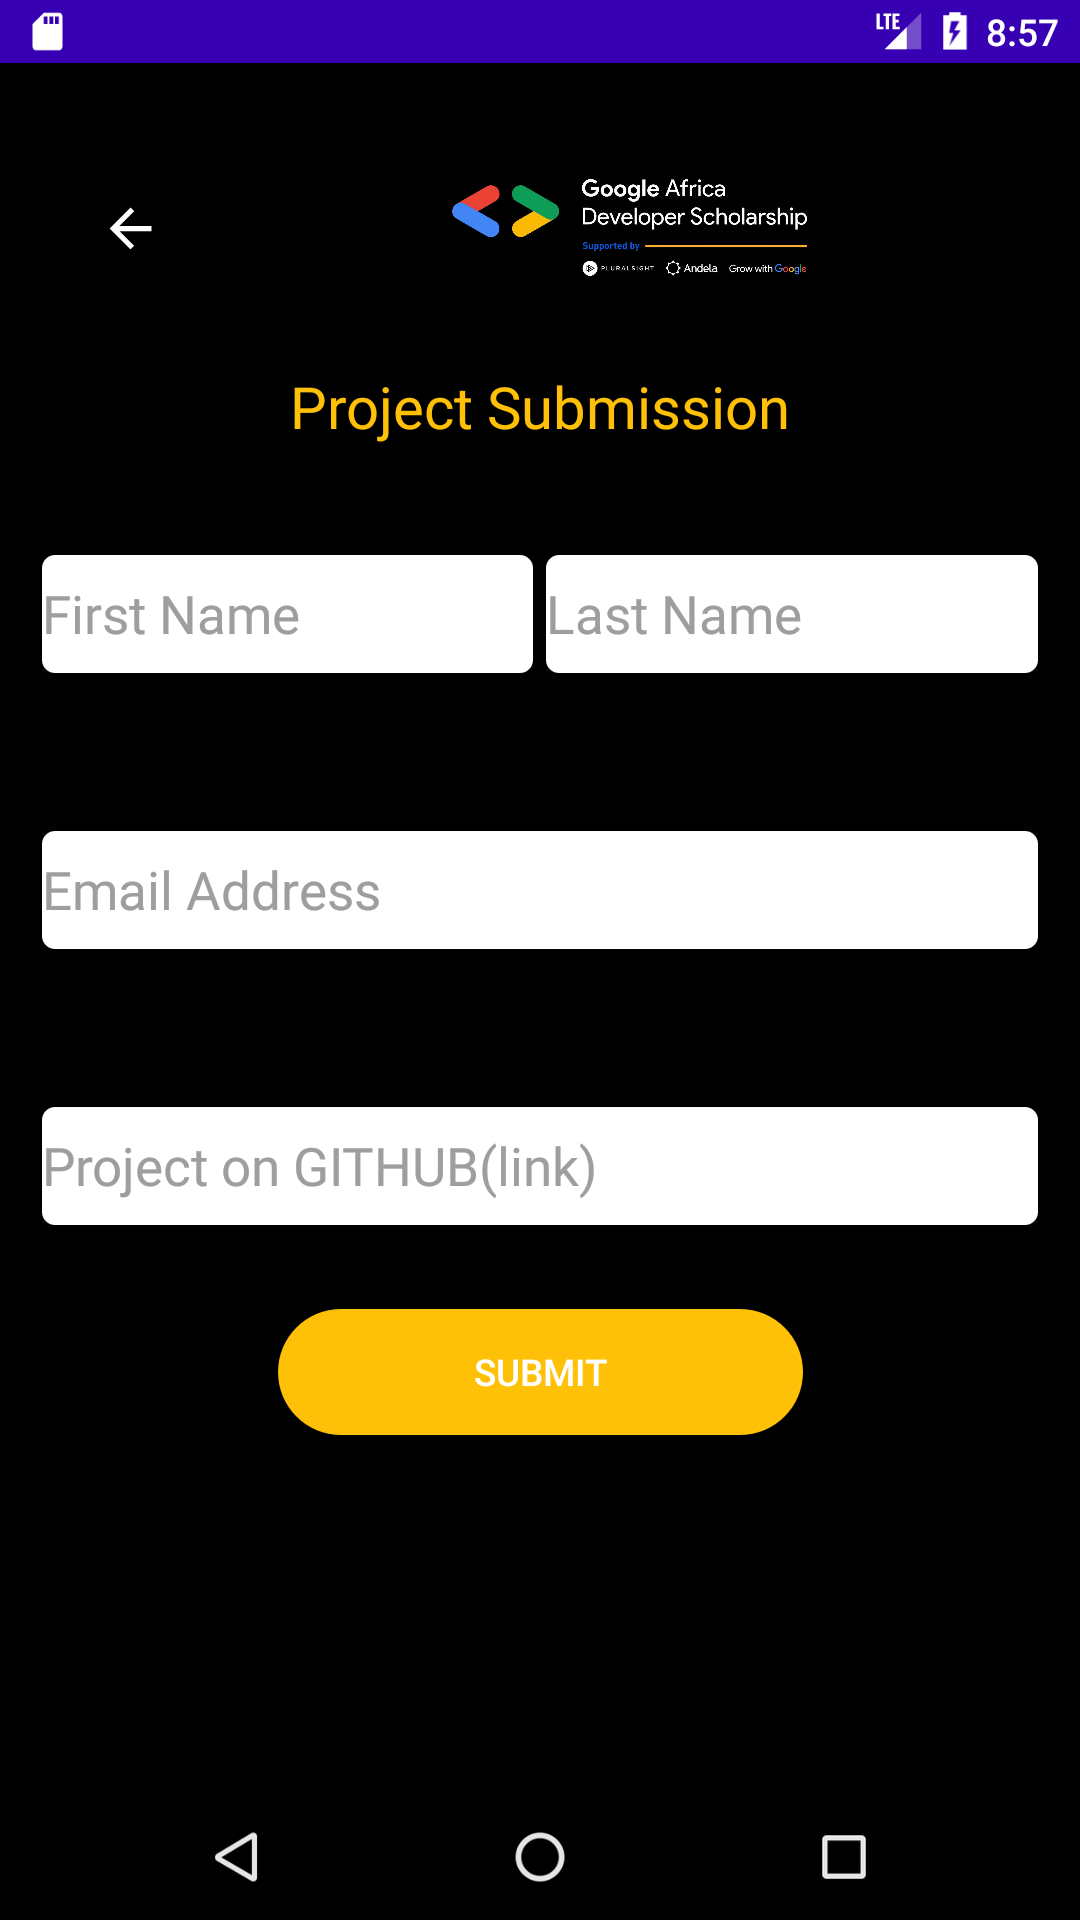 LTE 8:57
Google Africa
Developer Scholarship
Supported by
PLURALSIGHT Andela Grow with Google
Project Submission
First Name Last Name
Email Address
Project on GITHUB(link)
SUBMIT